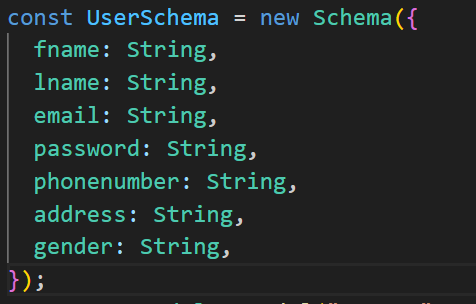 const UserSchema = new Schema({
fname: String,
lname: String,
email: String,
password: String,
phonenumber: String,
address: String,
gender: String,
});